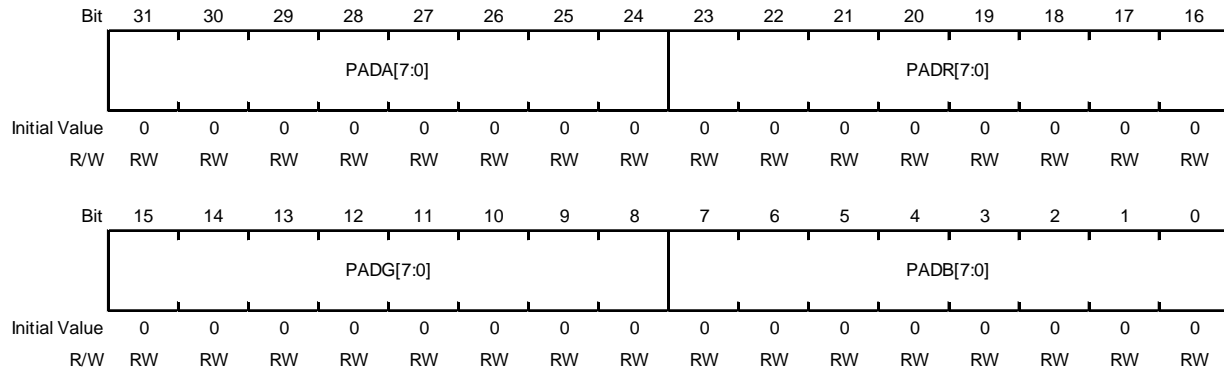 Bit 31 30 29 28 27 26 25 24 23 22 21 20 19 18 17 16
PADA[7:0] PADR[7:0]
Initial Value 0 0 0 0 0 0 0 0 0 0 0 0 0 0 0 0
R/W RW RW RW RW RW RW RW RW RW RW RW RW RW RW RW RW
Bit 15 14 13 12 11 10 9 8 7 6 5 4 3 2 1 0
PADG[7:0] PADB[7:0]
Initial Value 0 0 0 0 0 0 0 0 0 0 0 0 0 0 0 0
R/W RW RW RW RW RW RW RW RW RW RW RW RW RW RW RW RW